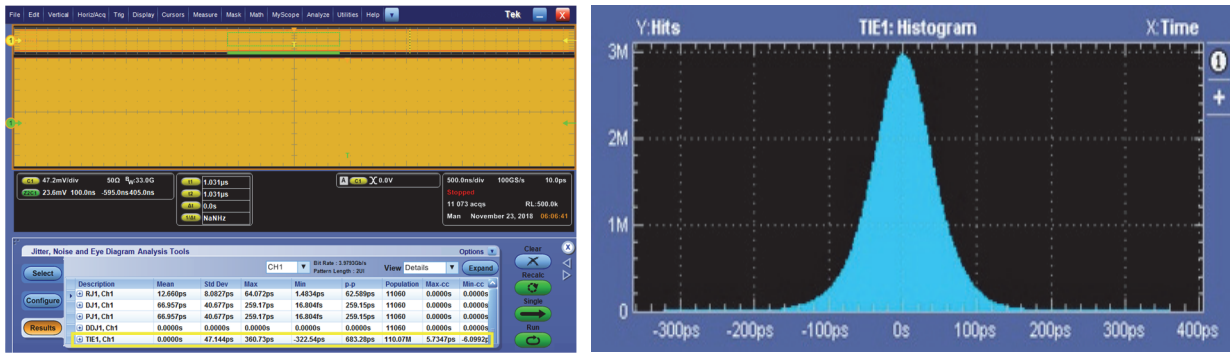 File Edit Vertical Horiz/Acq Trig Display Cursors Measure Mask Math MyScope Analyze Utilities Help Tek X
1
1
C1 47.2mV/div 50Ω BW:33.0G
Z2C1 23.6mV 100.0ns -595.0ns 405.0ns
t1 1.031µs
t2 1.031µs
Δt 0.0s
1/Δt NaNHz
A C1 0.0V
500.0ns/div 100GS/s 10.0ps
Stopped
11 073 acqs RL:500.0k
Man November 23, 2018 06:06:41
Jitter, Noise and Eye Diagram Analysis Tools Options
Clear X
Select CH1 Bit Rate : 3.9793Gb/s
Pattern Length : 2UI View Details Expand
Recalc
Description Mean Std Dev Max Min p-p Population Max-cc Min-cc
Configure RJ1, Ch1 12.660ps 8.0827ps 64.072ps 1.4834ps 62.589ps 11060 0.0000s 0.0000s
Single
DJ1, Ch1 66.957ps 40.677ps 259.17ps 16.804fs 259.15ps 11060 0.0000s 0.0000s
PJ1, Ch1 66.957ps 40.677ps 259.17ps 16.804fs 259.15ps 11060 0.0000s 0.0000s
Results DDJ1, Ch1 0.0000s 0.0000s 0.0000s 0.0000s 0.0000s 11060 0.0000s 0.0000s
Run
TIE1, Ch1 0.0000s 47.144ps 360.73ps -322.54ps 683.28ps 110.07M 5.7347ps -6.0992p
Y:Hits TIE1: Histogram X:Time
3M
1
+
2M
1M
0
-300ps -200ps -100ps 0s 100ps 200ps 300ps 400ps